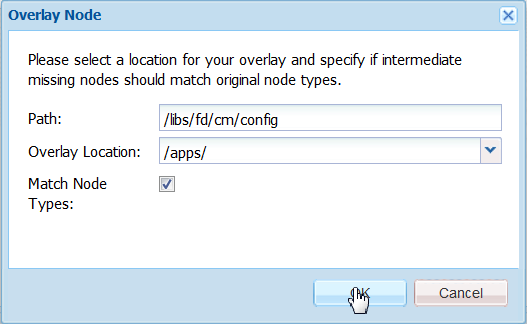 Overlay Node
Please select a location for your overlay and specify if intermediate
missing nodes should match original node types.
Path:
/libs/fd/cm/config
Overlay Location:
/apps/
Match Node
Types:
OK
Cancel